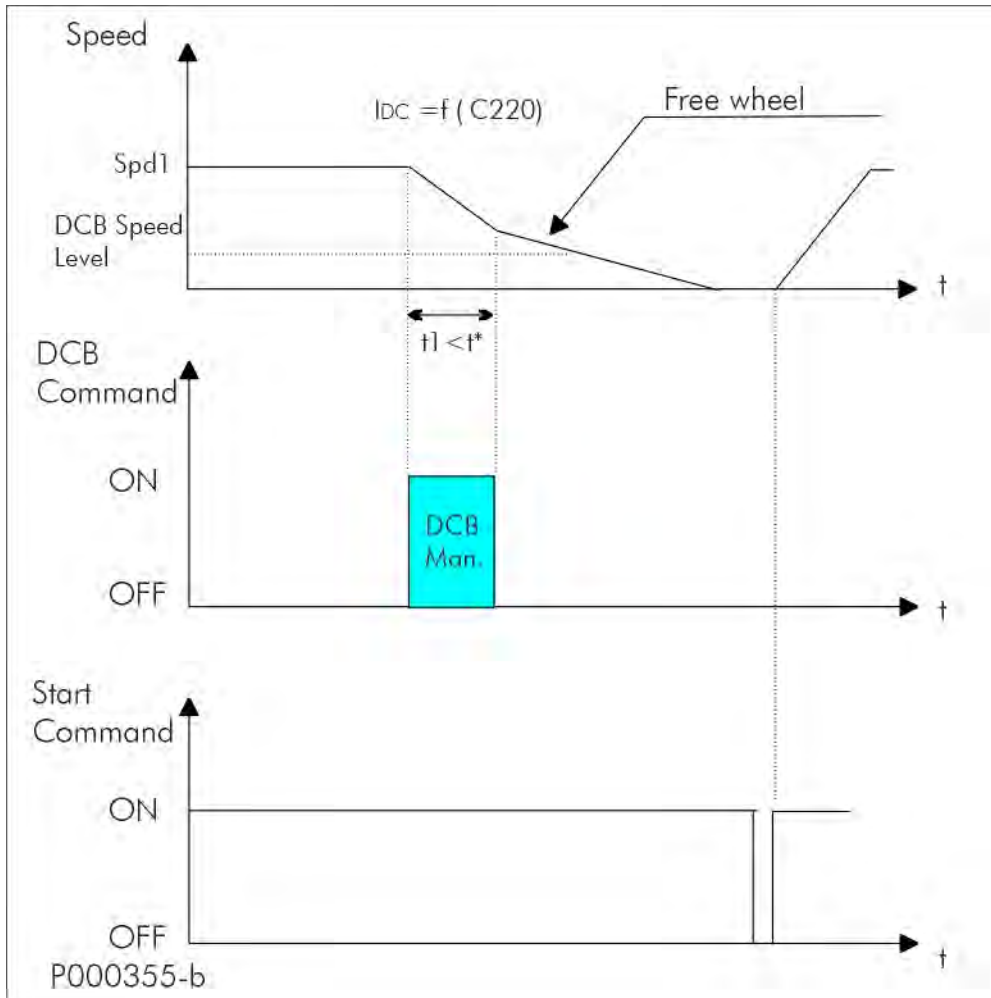 Speed
IDC =f ( C220)
Free wheel
Spd1
DCB Speed
Level
t
t1 <t*
DCB
Command
ON
DCB
Man.
OFF
t
Start
Command
ON
OFF
t
P000355-b